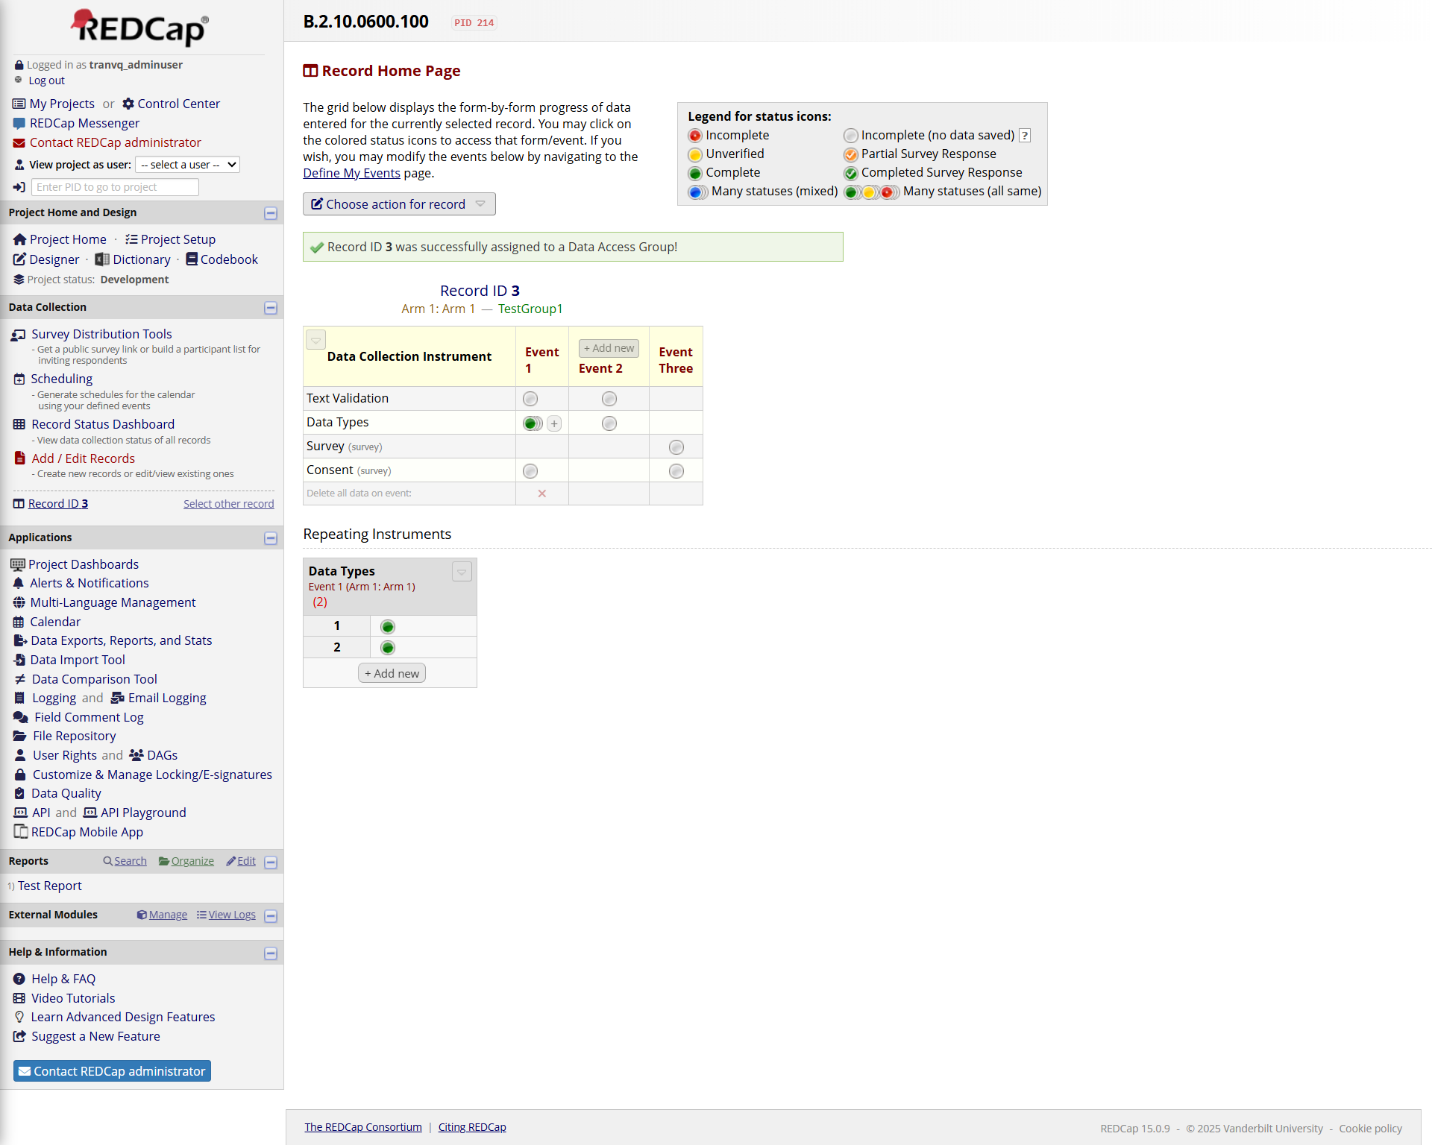 REDCap®
Logged in as tranvq_adminuser
Log out
My Projects or Control Center
REDCap Messenger
Contact REDCap administrator
View project as user: -- select a user --
Enter PID to go to project
Project Home and Design
Project Home · Project Setup
Designer · Dictionary · Codebook
Project status: Development
Data Collection
Survey Distribution Tools
- Get a public survey link or build a participant list for
inviting respondents
Scheduling
- Generate schedules for the calendar
using your defined events
Record Status Dashboard
- View data collection status of all records
Add / Edit Records
- Create new records or edit/view existing ones
Record ID 3 Select other record
Applications
Project Dashboards
Alerts & Notifications
Multi-Language Management
Calendar
Data Exports, Reports, and Stats
Data Import Tool
Data Comparison Tool
Logging and Email Logging
Field Comment Log
File Repository
User Rights and DAGs
Customize & Manage Locking/E-signatures
Data Quality
API and API Playground
REDCap Mobile App
Reports Search Organize Edit
1) Test Report
External Modules Manage View Logs
Help & Information
Help & FAQ
Video Tutorials
Learn Advanced Design Features
Suggest a New Feature
Contact REDCap administrator
B.2.10.0600.100 PID 214
Record Home Page
The grid below displays the form-by-form progress of data
entered for the currently selected record. You may click on
the colored status icons to access that form/event. If you
wish, you may modify the events below by navigating to the
Define My Events page.
Legend for status icons:
Incomplete Incomplete (no data saved) ?
Unverified Partial Survey Response
Complete Completed Survey Response
Many statuses (mixed) Many statuses (all same)
Choose action for record
Record ID 3 was successfully assigned to a Data Access Group!
Record ID 3
Arm 1: Arm 1 — TestGroup1
Data Collection Instrument
Event
1
+ Add new
Event 2
Event
Three
Text Validation
Data Types +
Survey (survey)
Consent (survey)
Delete all data on event:
Repeating Instruments
Data Types
Event 1 (Arm 1: Arm 1)
(2)
1
2
+ Add new
The REDCap Consortium | Citing REDCap
REDCap 15.0.9 - © 2025 Vanderbilt University - Cookie policy